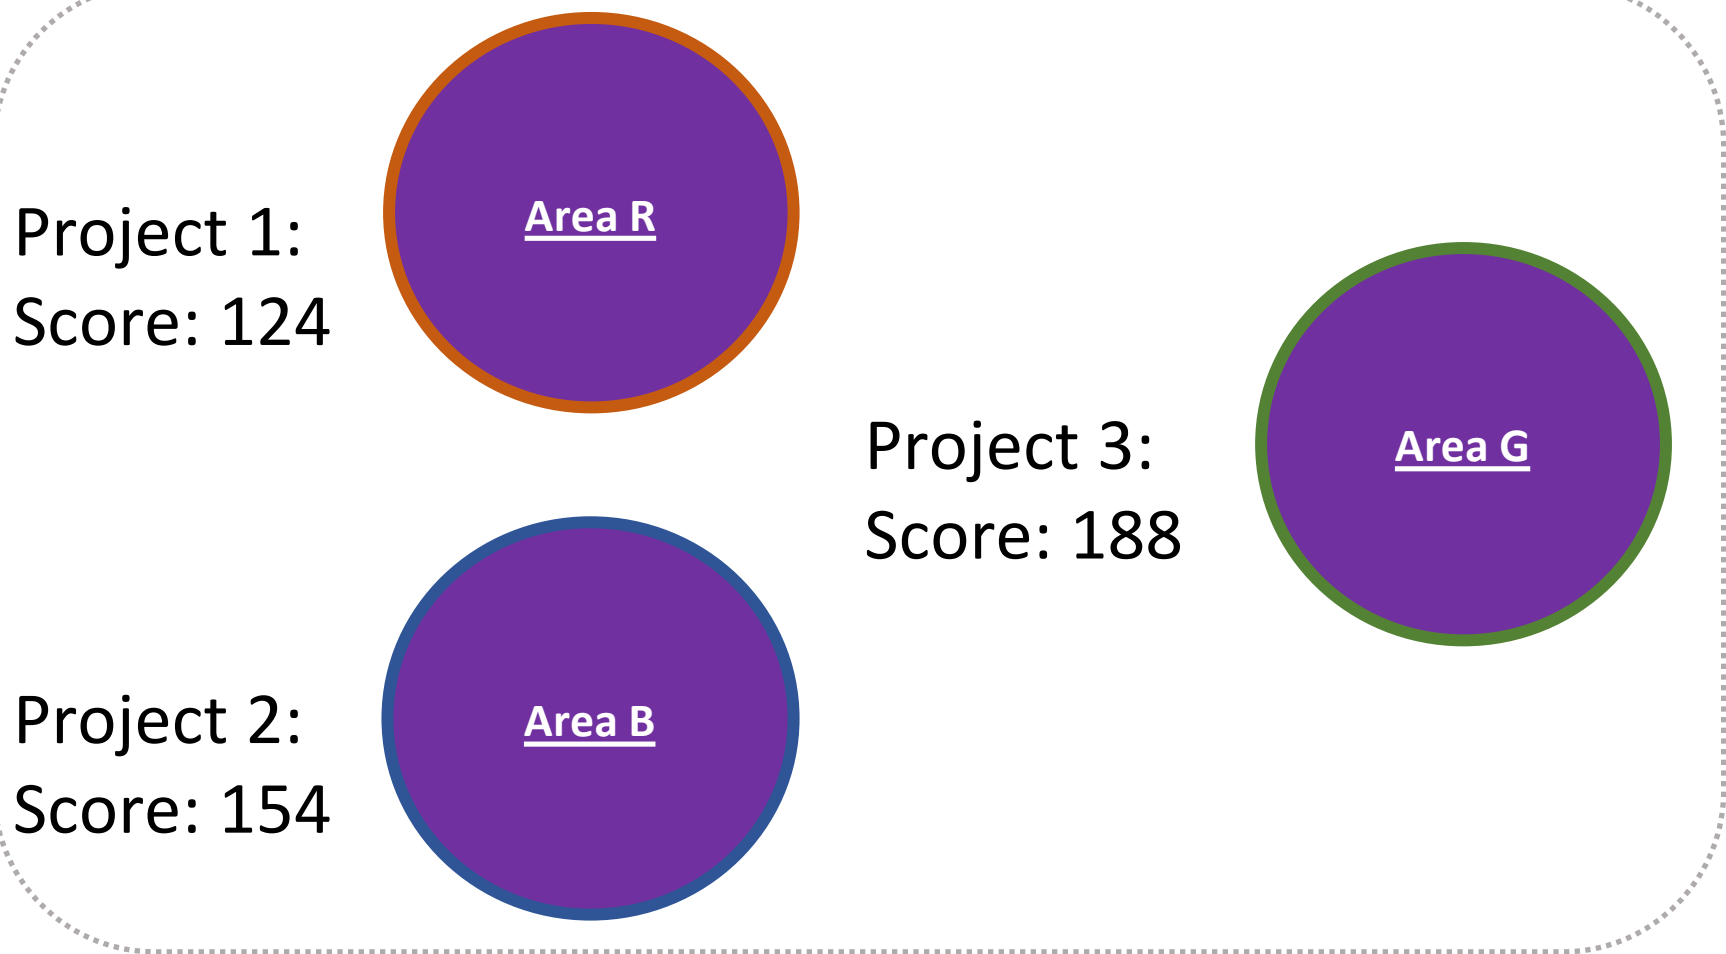 Project 1:
Score: 124
Area R
Project 2:
Score: 154
Area B
Project 3:
Score: 188
Area G